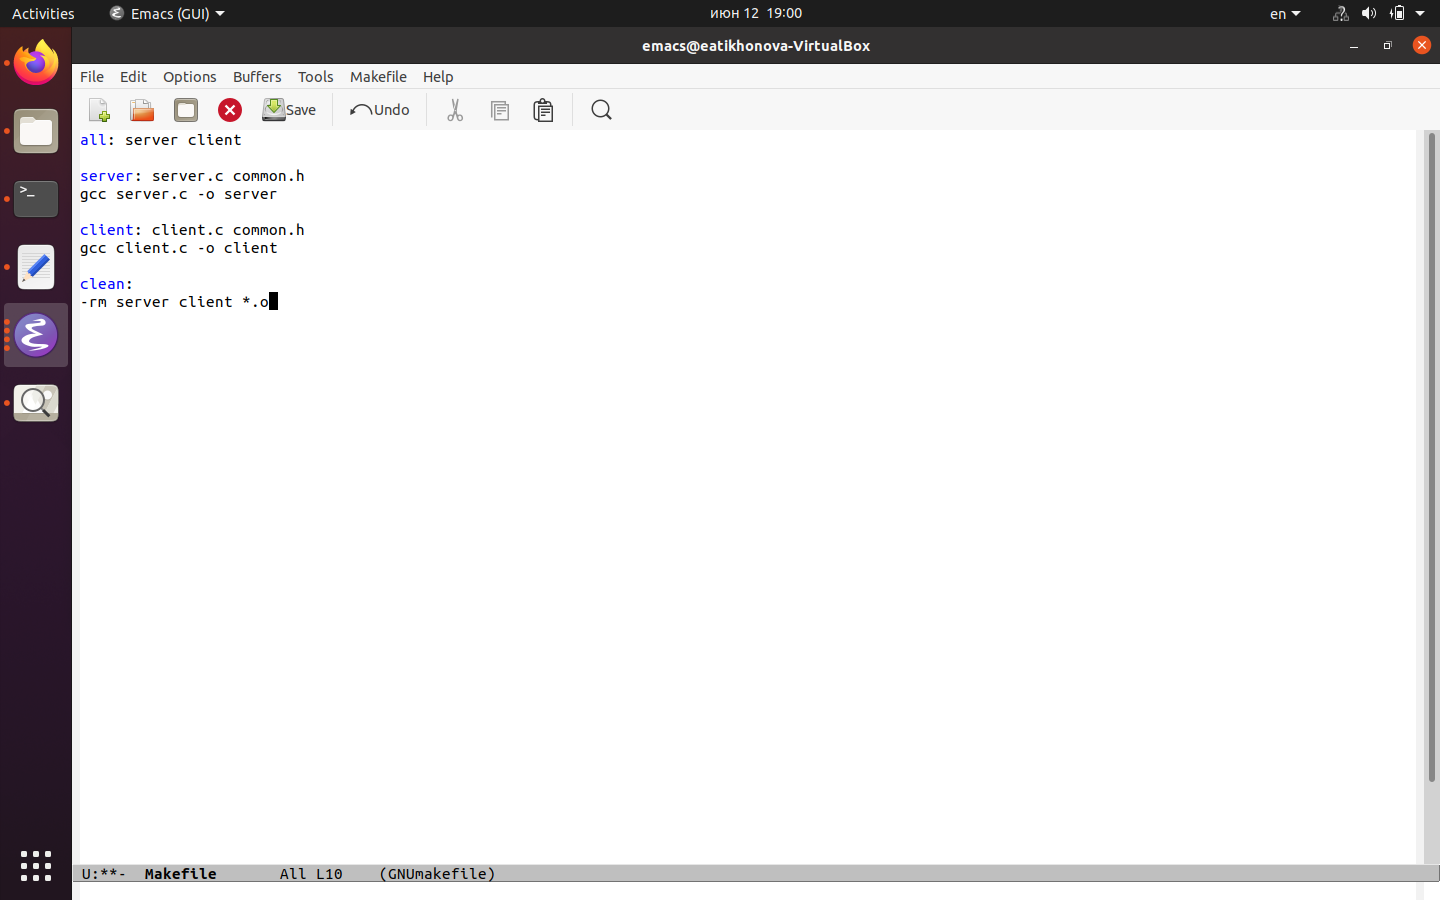 Activities
Emacs (GUI)
июн 12 19:00
en
emacs@eatikhonova-VirtualBox
File Edit Options Buffers Tools Makefile Help
Save
Undo
all: server client
server: server.c common.h
gcc server.c -o server
client: client.c common.h
gcc client.c -o client
clean:
-rm server client *.o
U:**- Makefile All L10 (GNUmakefile)